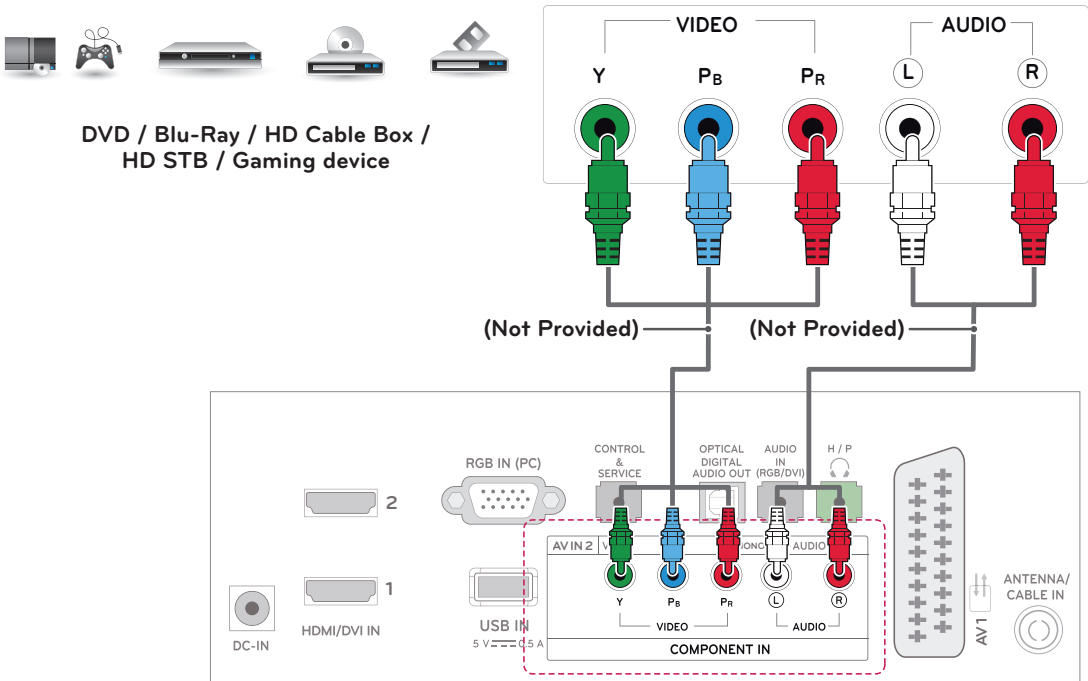 VIDEO
AUDIO
Y
PB
PR
L
R
DVD / Blu-Ray / HD Cable Box /
HD STB / Gaming device
(Not Provided)
(Not Provided)
RGB IN (PC)
CONTROL
&
SERVICE
OPTICAL
DIGITAL
AUDIO OUT
AUDIO
IN
(RGB/DVI)
H / P
2
1
HDMI/DVI IN
DC-IN
USB IN
5 V 0.5 A
AV IN 2
AUDIO
Y
PB
PR
L
R
VIDEO
AUDIO
COMPONENT IN
AV1
ANTENNA/
CABLE IN